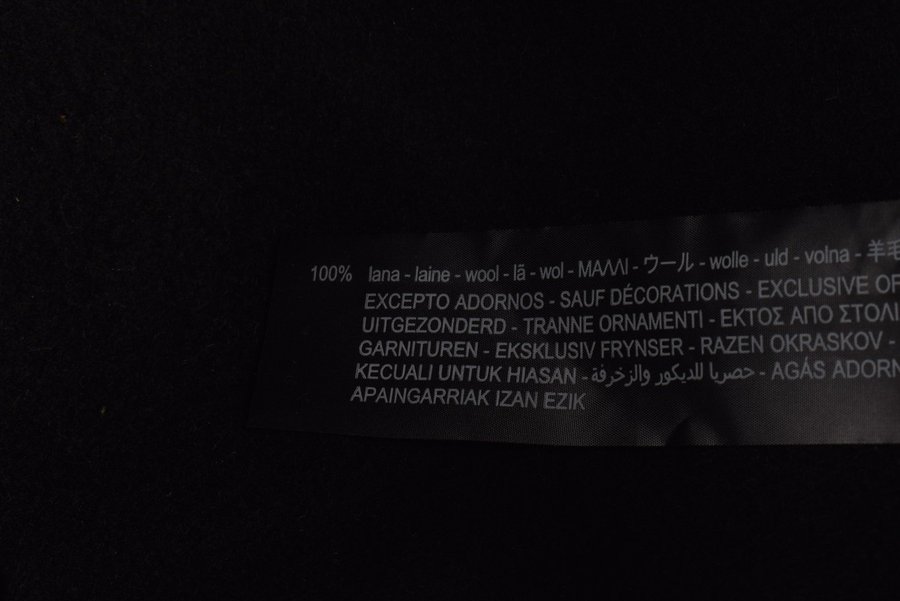 100% lana - laine - wool - lã - wol - ΜΑΛΛΙ - ウール - wolle - uld - volna - 羊毛
EXCEPTO ADORNOS - SAUF DÉCORATIONS - EXCLUSIVE OF
UITGEZONDERD - TRANNE ORNAMENTI - ΕΚΤΟΣ ΑΠΟ ΣΤΟΛΙ
GARNITUREN - EKSKLUSIV FRYNSER - RAZEN OKRASKOV -
KECUALI UNTUK HIASAN - حصريا للديكور والزخرفة - AGÁS ADORN
APAINGARRIAK IZAN EZIK